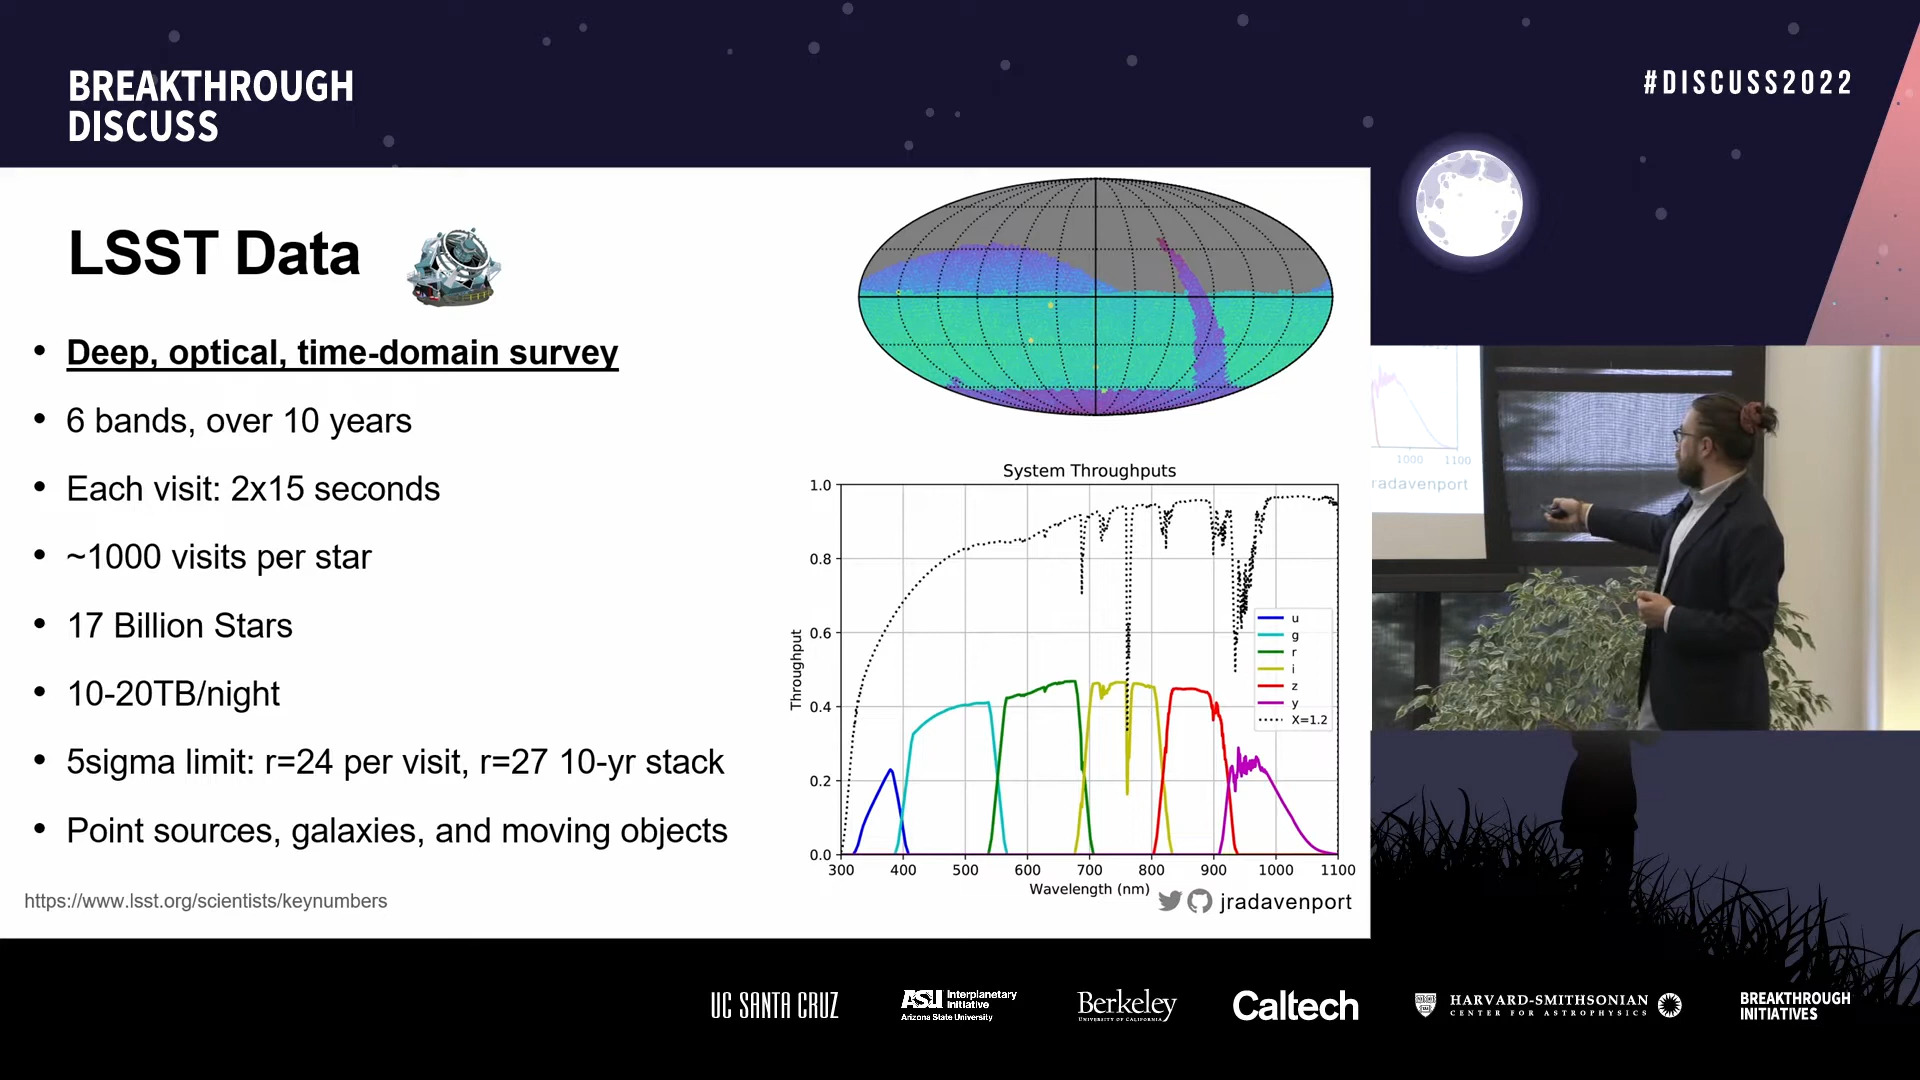 BREAKTHROUGH
DISCUSS
#DISCUSS2022
LSST Data
• Deep, optical, time-domain survey
• 6 bands, over 10 years
• Each visit: 2x15 seconds
• ~1000 visits per star
• 17 Billion Stars
• 10-20TB/night
• 5sigma limit: r=24 per visit, r=27 10-yr stack
• Point sources, galaxies, and moving objects
https://www.lsst.org/scientists/keynumbers
System Throughputs
Throughput
1.0
0.8
0.6
0.4
0.2
0.0
300 400 500 600 700 800 900 1000 1100
Wavelength (nm)
u
g
r
i
z
y
X=1.2
jradavenport
1000 1100
radavenport
UC SANTA CRUZ
ASU Interplanetary
Initiative
Arizona State University
Berkeley
UNIVERSITY OF CALIFORNIA
Caltech
HARVARD-SMITHSONIAN
CENTER FOR ASTROPHYSICS
BREAKTHROUGH
INITIATIVES